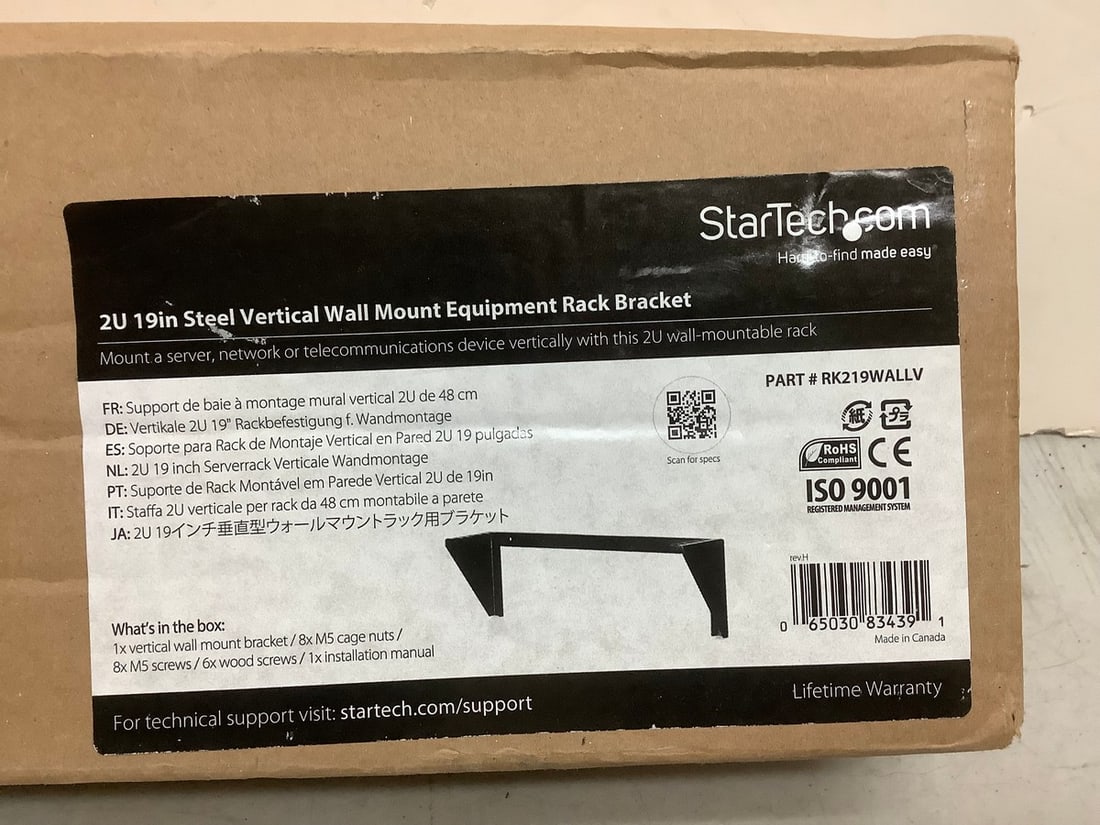 StarTech.com
Hard-to-find made easy
2U 19in Steel Vertical Wall Mount Equipment Rack Bracket
Mount a server, network or telecommunications device vertically with this 2U wall-mountable rack
PART # RK219WALLV
FR: Support de baie à montage mural vertical 2U de 48 cm
DE: Vertikale 2U 19" Rackbefestigung f. Wandmontage
ES: Soporte para Rack de Montaje Vertical en Pared 2U 19 pulgadas
NL: 2U 19 inch Serverrack Verticale Wandmontage
PT: Suporte de Rack Montável em Parede Vertical 2U de 19in
IT: Staffa 2U verticale per rack da 48 cm montabile a parete
JA: 2U 19インチ垂直型ウォールマウントラック用ブラケット
Scan for specs
紙
プラ
RoHS
Compliant
CE
ISO 9001
REGISTERED MANAGEMENT SYSTEM
rev.H
0 65030 83439 1
Made in Canada
What's in the box:
1x vertical wall mount bracket / 8x M5 cage nuts /
8x M5 screws / 6x wood screws / 1x installation manual
For technical support visit: startech.com/support
Lifetime Warranty